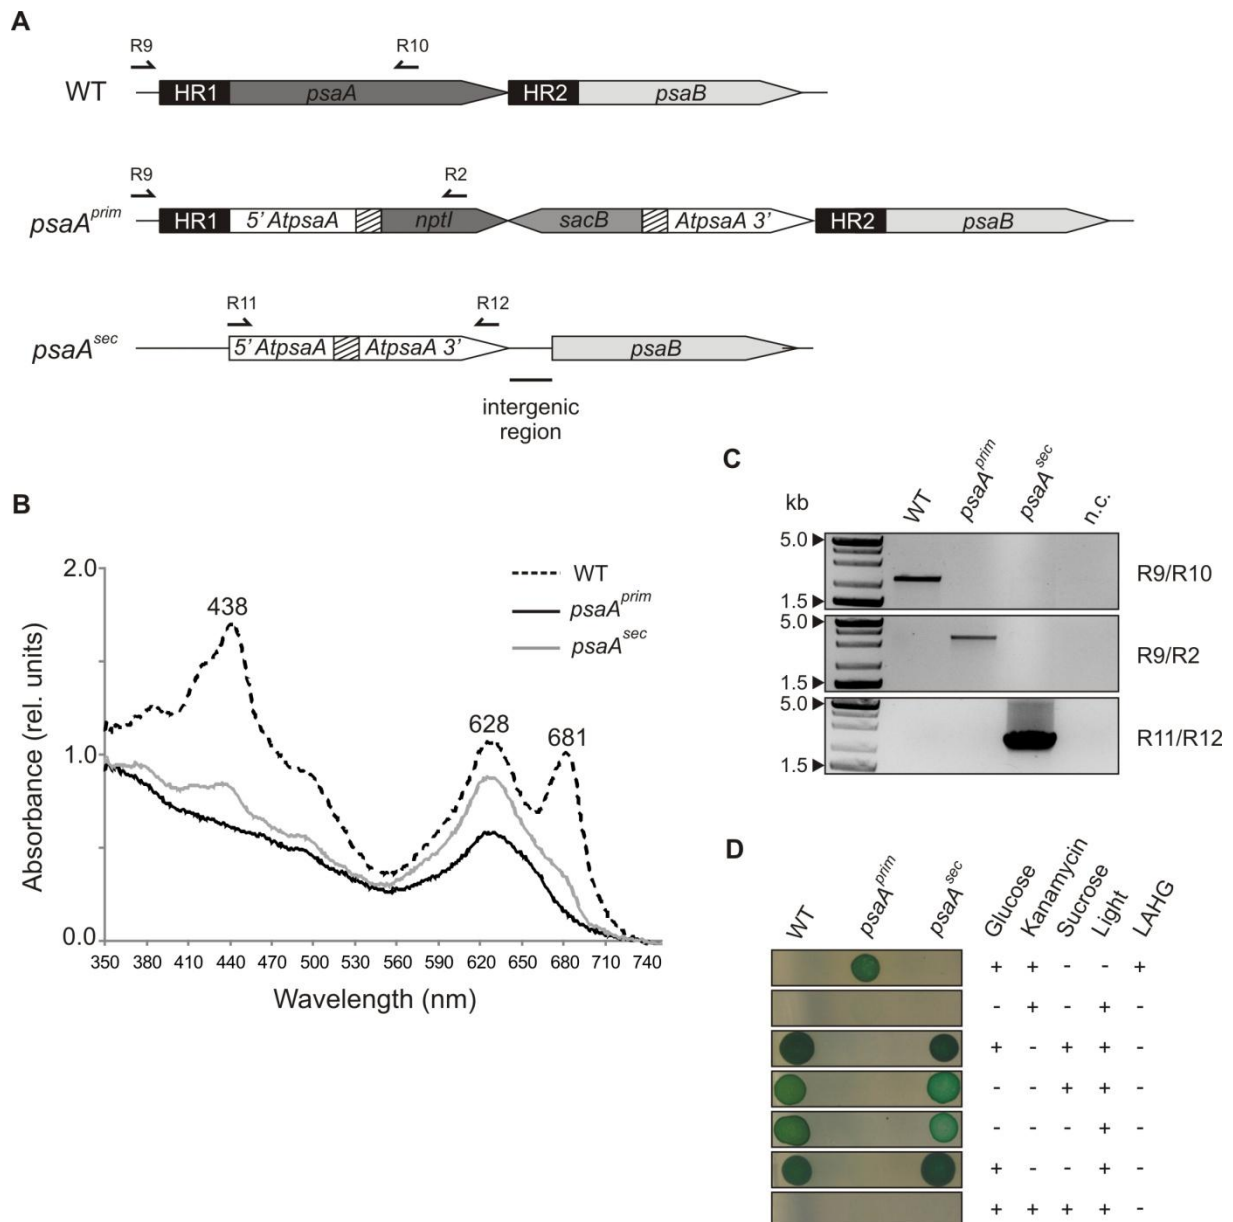 A
R9 R10
WT HR1 psaA HR2 psaB
R9 R2
psaA^prim HR1 5' AtpsaA nptI sacB AtpsaA 3' HR2 psaB
R11 R12
psaA^sec 5' AtpsaA AtpsaA 3' psaB
intergenic
region
B
2.0
1.0
0.0
Absorbance (rel. units)
438
628
681
WT
psaA^prim
psaA^sec
350 380 410 440 470 500 530 560 590 620 650 680 710 740
Wavelength (nm)
C
kb WT psaA^prim psaA^sec n.c.
5.0
R9/R10
1.5
5.0
R9/R2
1.5
5.0
R11/R12
1.5
D
WT psaA^prim psaA^sec Glucose Kanamycin Sucrose Light LAHG
+ + - - +
- + - + -
+ - + + -
- - + + -
- - - + -
+ - - + -
+ + + + -